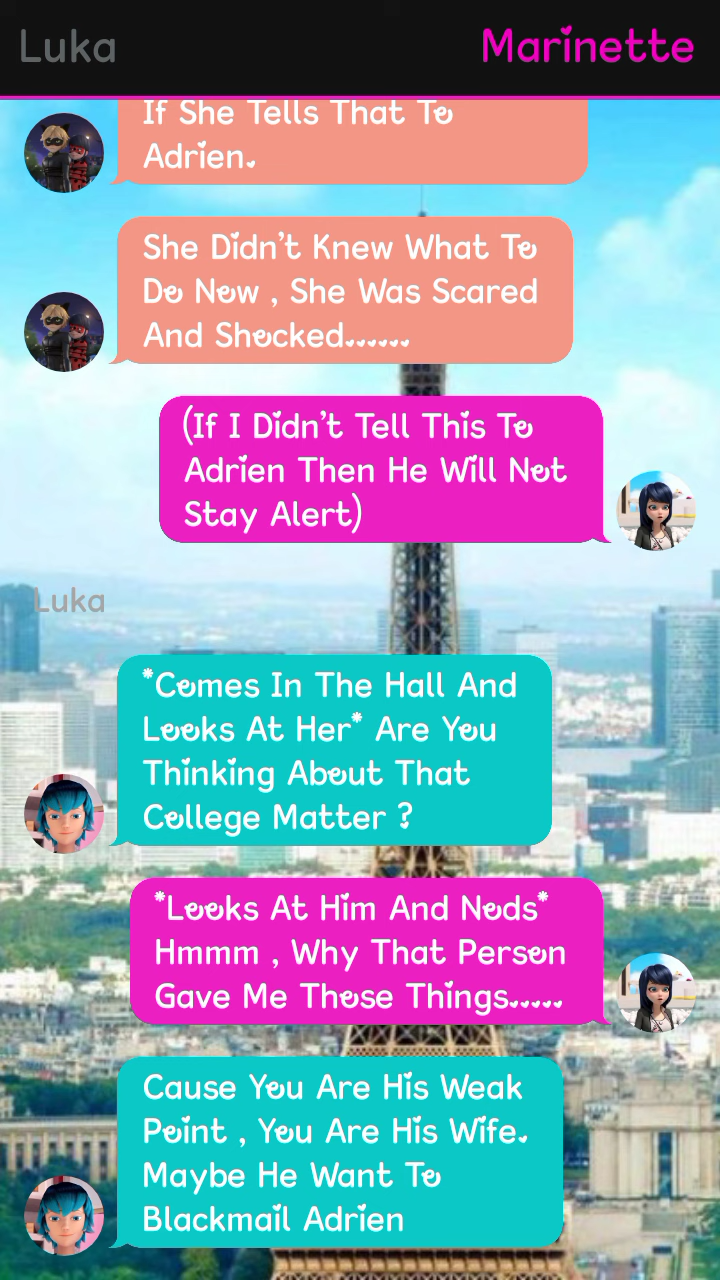 Luka Marinette
If She Tells That To
Adrien.
She Didn't Knew What To
Do Now , She Was Scared
And Shocked......
(If I Didn't Tell This To
Adrien Then He Will Not
Stay Alert)
Luka
*Comes In The Hall And
Looks At Her* Are You
Thinking About That
College Matter ?
*Looks At Him And Nods*
Hmmm , Why That Person
Gave Me Those Things.....
Cause You Are His Weak
Point , You Are His Wife.
Maybe He Want To
Blackmail Adrien